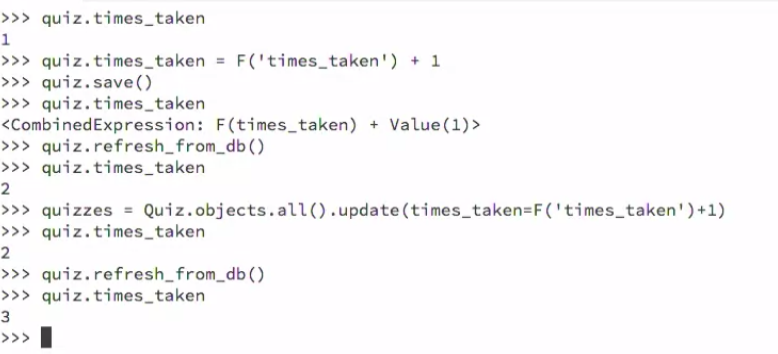 >>> quiz.times_taken
1
>>> quiz.times_taken = F('times_taken') + 1
>>> quiz.save()
>>> quiz.times_taken
<CombinedExpression: F(times_taken) + Value(1)>
>>> quiz.refresh_from_db()
>>> quiz.times_taken
2
>>> quizzes = Quiz.objects.all().update(times_taken=F('times_taken')+1)
>>> quiz.times_taken
2
>>> quiz.refresh_from_db()
>>> quiz.times_taken
3
>>>